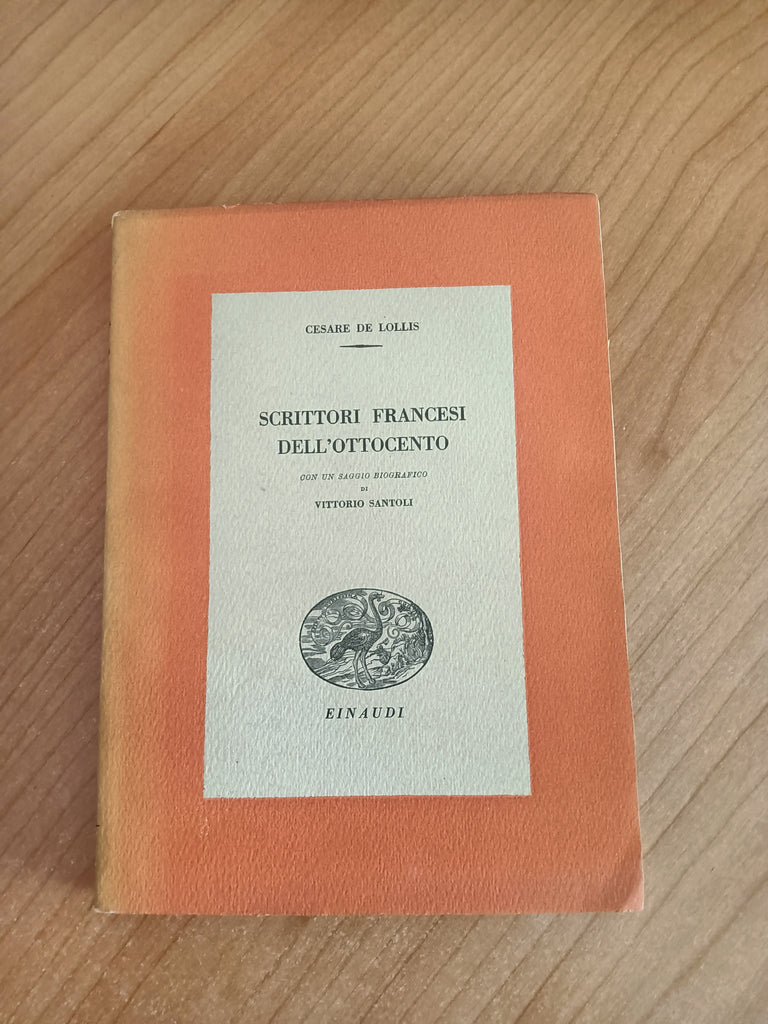 CESARE DE LOLLIS
SCRITTORI FRANCESI
DELL'OTTOCENTO
CON UN SAGGIO BIOGRAFICO
DI
VITTORIO SANTOLI
EINAUDI